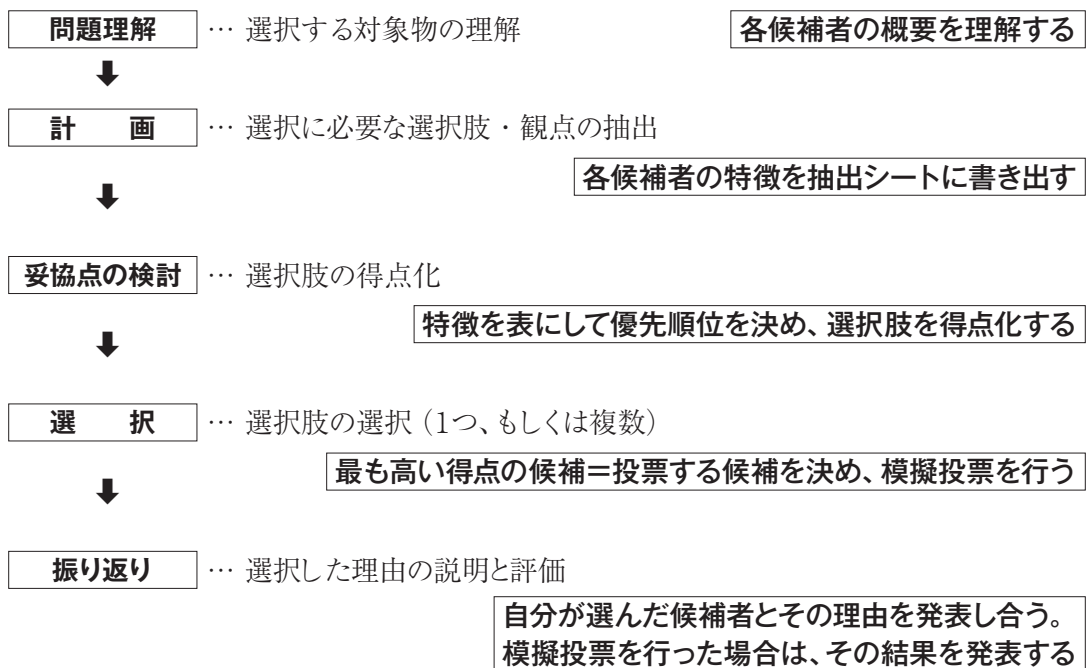 問題理解 … 選択する対象物の理解 各候補者の概要を理解する
⬇
計 画 … 選択に必要な選択肢・観点の抽出
各候補者の特徴を抽出シートに書き出す
⬇
妥協点の検討 … 選択肢の得点化
特徴を表にして優先順位を決め、選択肢を得点化する
⬇
選 択 … 選択肢の選択（1つ、もしくは複数）
最も高い得点の候補＝投票する候補を決め、模擬投票を行う
⬇
振り返り … 選択した理由の説明と評価
自分が選んだ候補者とその理由を発表し合う。
模擬投票を行った場合は、その結果を発表する